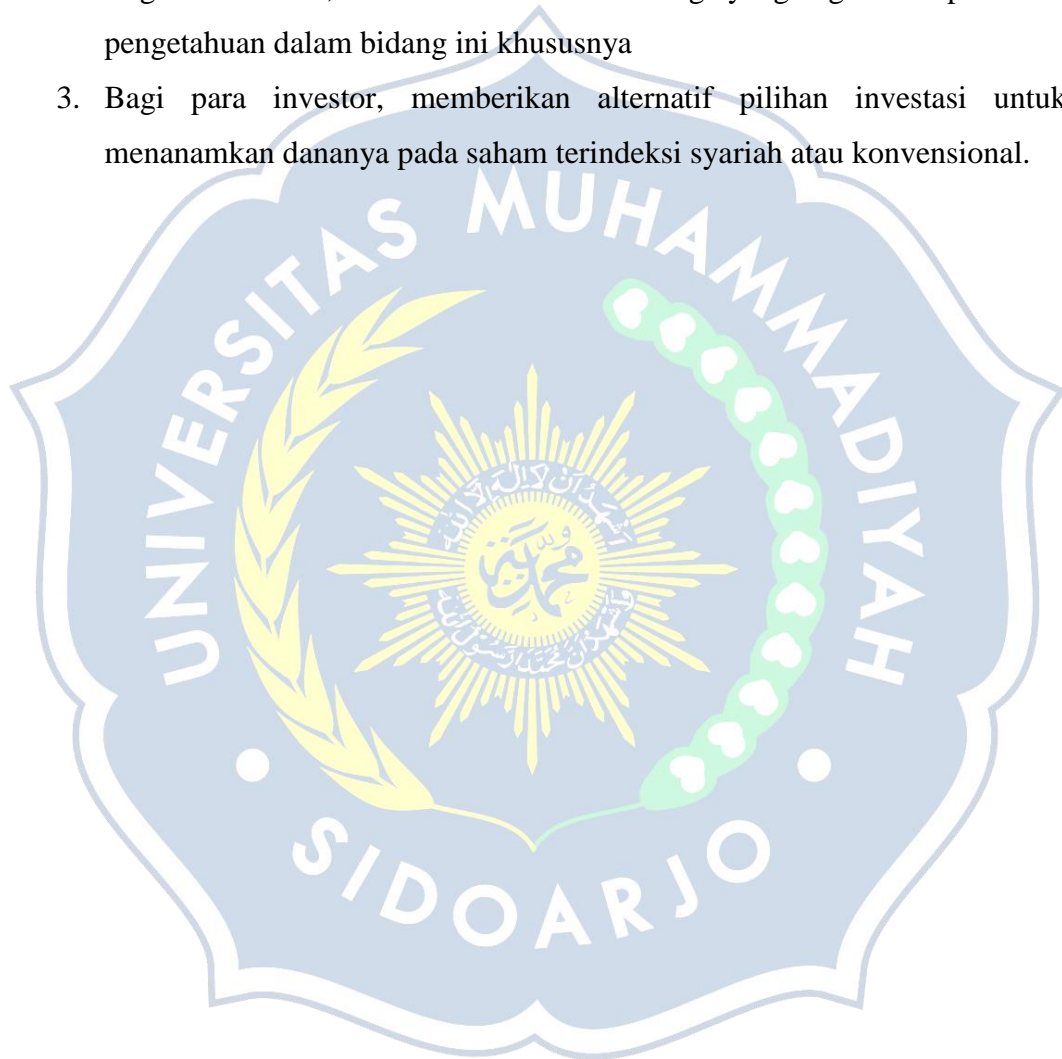 pengetahuan dalam bidang ini khususnya
3. Bagi para investor, memberikan alternatif pilihan investasi untuk
menanamkan dananya pada saham terindeksi syariah atau konvensional.
UNIVERSITAS MUHAMMADIYAH
SIDOARJO